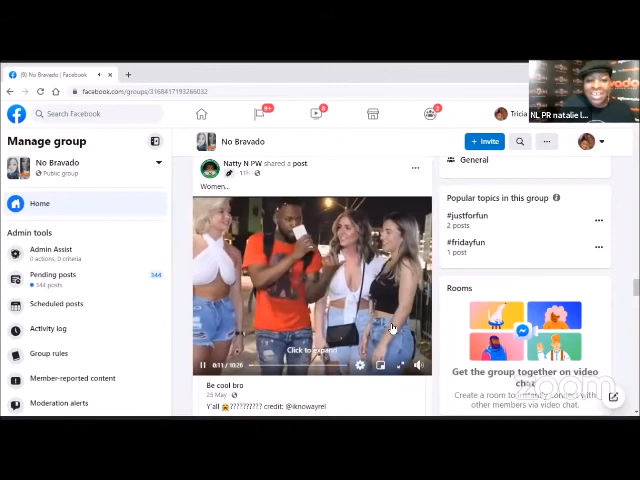 (9) No Bravado | Facebook
facebook.com/groups/3168417193266032
NL PR natalie l...
Search Facebook
9+
8
2
Tricia
Manage group
No Bravado
Public group
Home
Admin tools
Admin Assist
0 actions, 0 criteria
Pending posts
344
344 posts
Scheduled posts
Activity log
Group rules
Member-reported content
Moderation alerts
No Bravado
+ Invite
Natty N PW shared a post.
11h
Women...
Click to expand
0:11 / 10:26
Be cool bro
25 May
Y'all 😭?????????? credit: @iknowayrel
General
Popular topics in this group
#justforfun
2 posts
#fridayfun
1 post
Rooms
Get the group together on video
chat
Create a room to instantly connect with
other members via video chat.
zoom